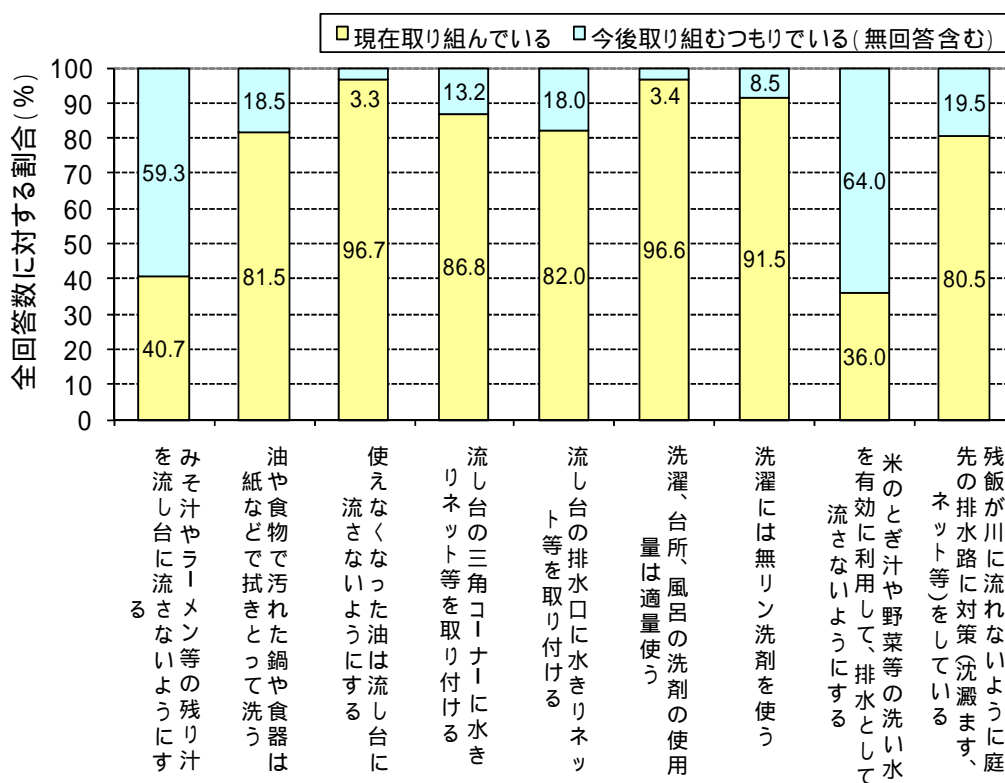 現在取り組んでいる 今後取り組むつもりでいる(無回答含む)
全回答数に対する割合(%)
100
90
80
70
60
50
40
30
20
10
0
59.3
40.7
18.5
81.5
3.3
96.7
13.2
86.8
18.0
82.0
3.4
96.6
8.5
91.5
64.0
36.0
19.5
80.5
みそ汁やラーメン等の残り汁
を流し台に流さないようにす
る
油や食物で汚れた鍋や食器は
紙などで拭きとって洗う
使えなくなった油は流し台に
流さないようにする
流し台の三角コーナーに水き
りネット等を取り付ける
流し台の排水口に水きりネッ
ト等を取り付ける
洗濯、台所、風呂の洗剤の使用
量は適量使う
洗濯には無リン洗剤を使う
米のとぎ汁や野菜等の洗い水
を有効に利用して、排水として
流さないようにする
残飯が川に流れないように庭
先の排水路に対策(沈澱ます、
ネット等)をしている